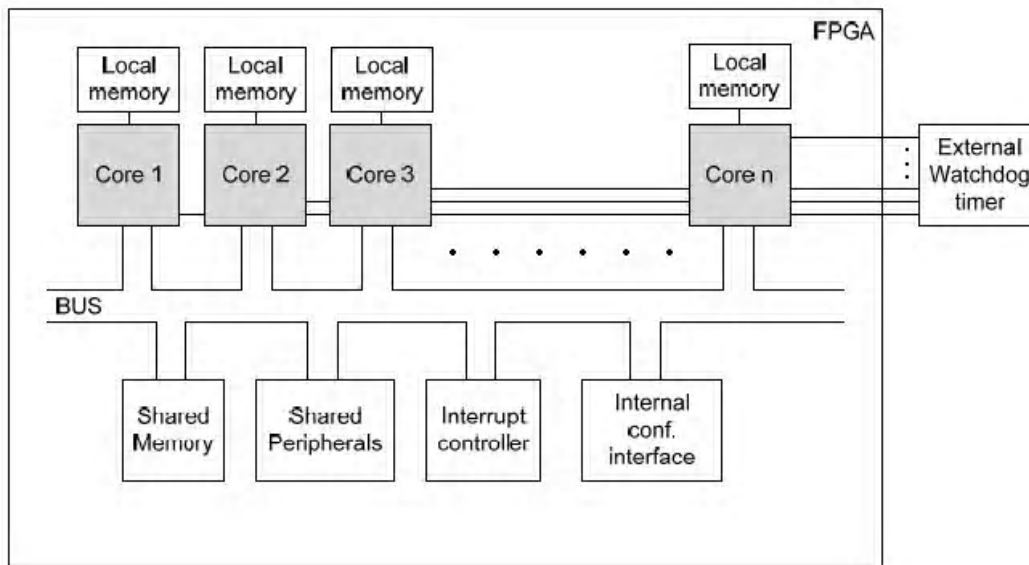 FPGA
Local
memory
Local
memory
Local
memory
Local
memory
Core 1
Core 2
Core 3
Core n
External
Watchdog
timer
BUS
Shared
Memory
Shared
Peripherals
Interrupt
controller
Internal
conf.
interface